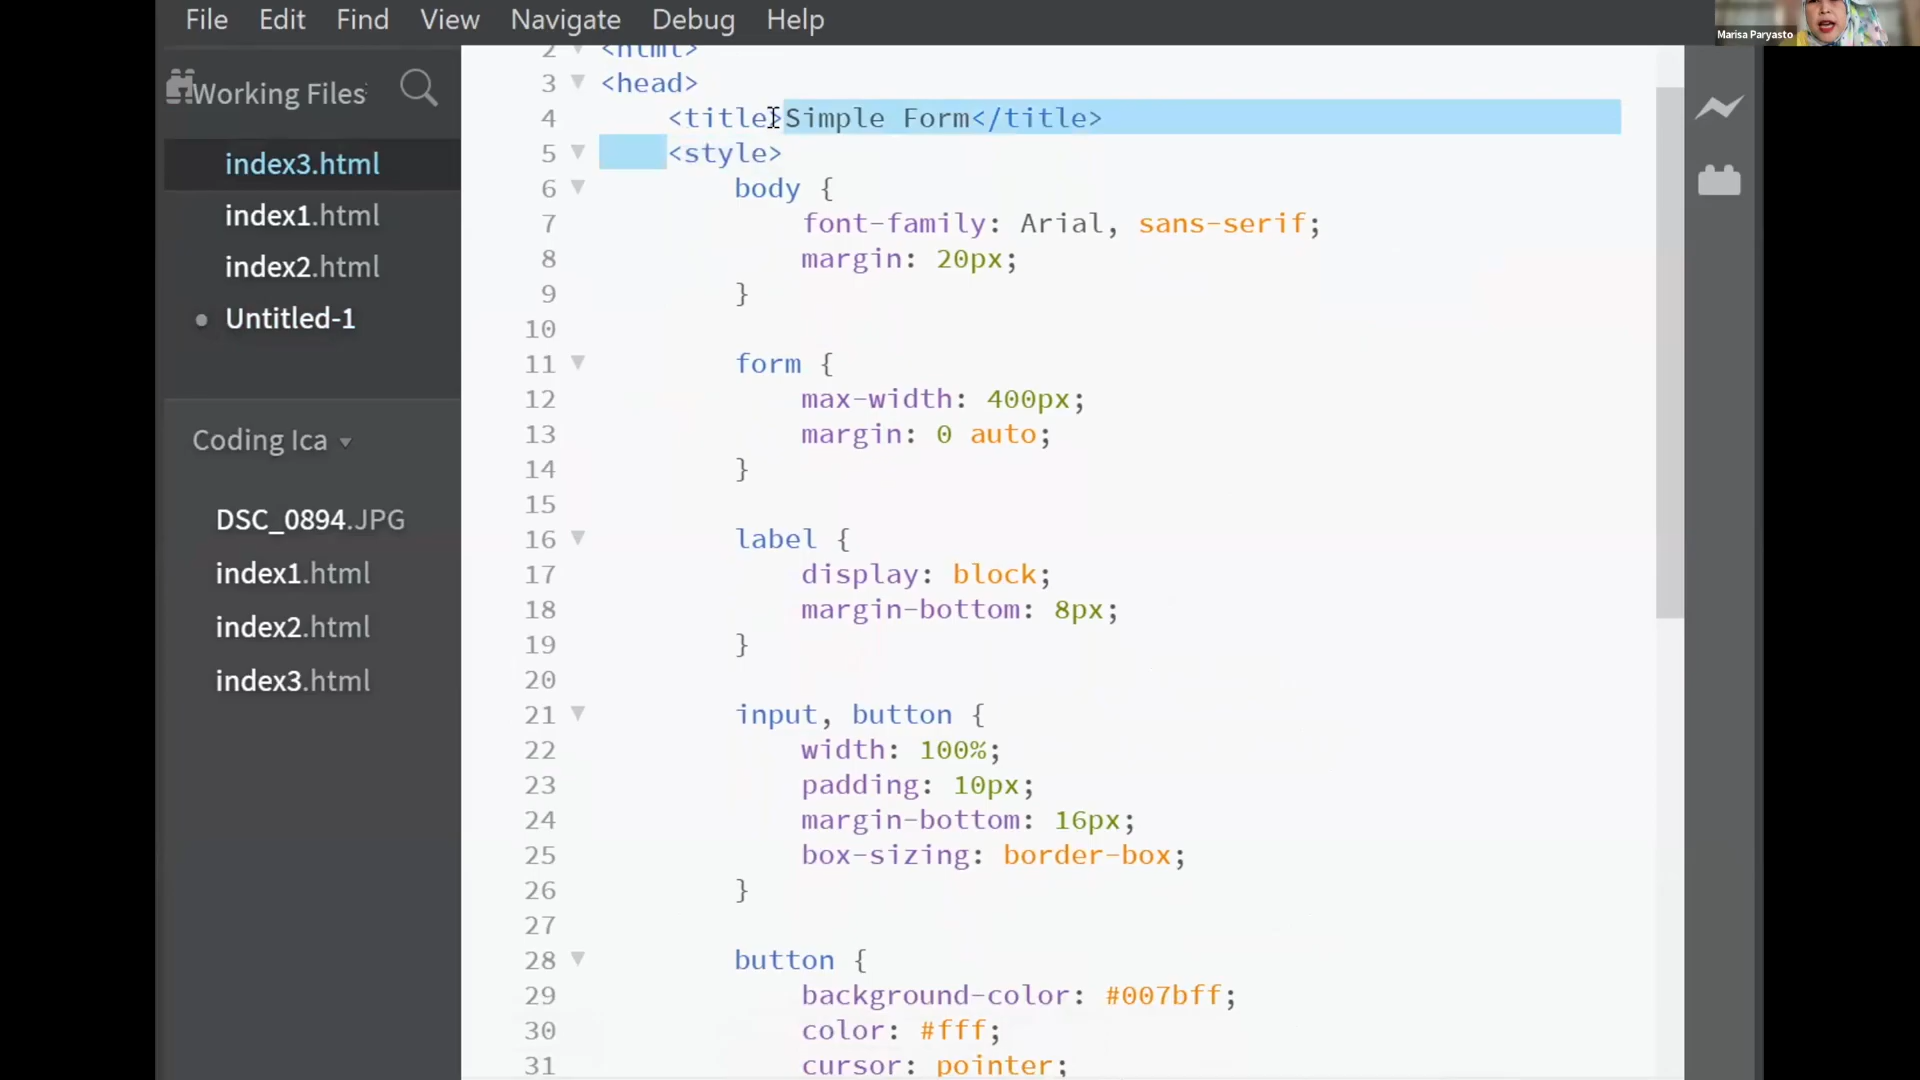 File Edit Find View Navigate Debug Help
Marisa Paryasto
Working Files
index3.html
index1.html
index2.html
Untitled-1
Coding Ica
DSC_0894.JPG
index1.html
index2.html
index3.html
2 <html>
3 <head>
4 <title>Simple Form</title>
5 <style>
6 body {
7 font-family: Arial, sans-serif;
8 margin: 20px;
9 }
10
11 form {
12 max-width: 400px;
13 margin: 0 auto;
14 }
15
16 label {
17 display: block;
18 margin-bottom: 8px;
19 }
20
21 input, button {
22 width: 100%;
23 padding: 10px;
24 margin-bottom: 16px;
25 box-sizing: border-box;
26 }
27
28 button {
29 background-color: #007bff;
30 color: #fff;
31 cursor: pointer;